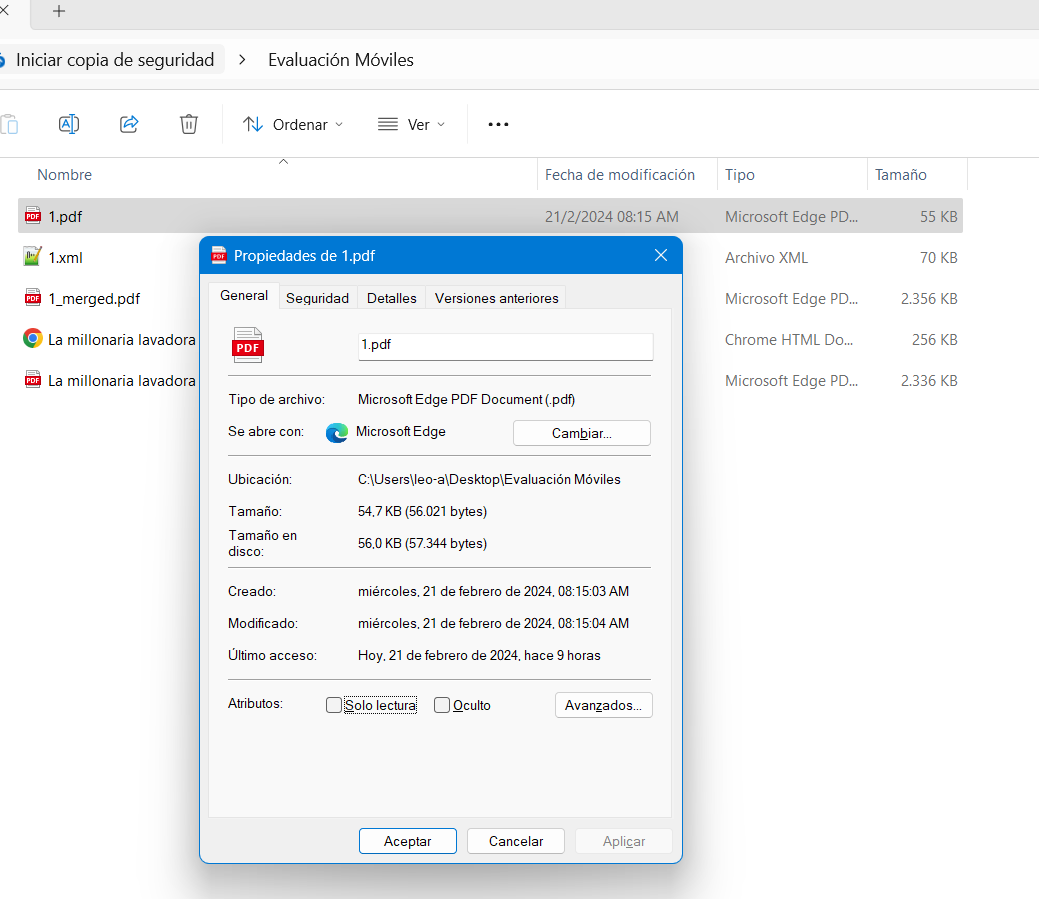 Iniciar copia de seguridad > Evaluación Móviles
Ordenar Ver
Nombre Fecha de modificación Tipo Tamaño
1.pdf 21/2/2024 08:15 AM Microsoft Edge PD... 55 KB
Propiedades de 1.pdf
1.xml Archivo XML 70 KB
1_merged.pdf Microsoft Edge PD... 2.356 KB
La millonaria lavadora Chrome HTML Do... 256 KB
La millonaria lavadora Microsoft Edge PD... 2.336 KB
General Seguridad Detalles Versiones anteriores
PDF 1.pdf
Tipo de archivo: Microsoft Edge PDF Document (.pdf)
Se abre con: Microsoft Edge Cambiar...
Ubicación: C:\Users\leo-a\Desktop\Evaluación Móviles
Tamaño: 54,7 KB (56.021 bytes)
Tamaño en
disco: 56,0 KB (57.344 bytes)
Creado: miércoles, 21 de febrero de 2024, 08:15:03 AM
Modificado: miércoles, 21 de febrero de 2024, 08:15:04 AM
Último acceso: Hoy, 21 de febrero de 2024, hace 9 horas
Atributos: Solo lectura Oculto Avanzados...
Aceptar Cancelar Aplicar